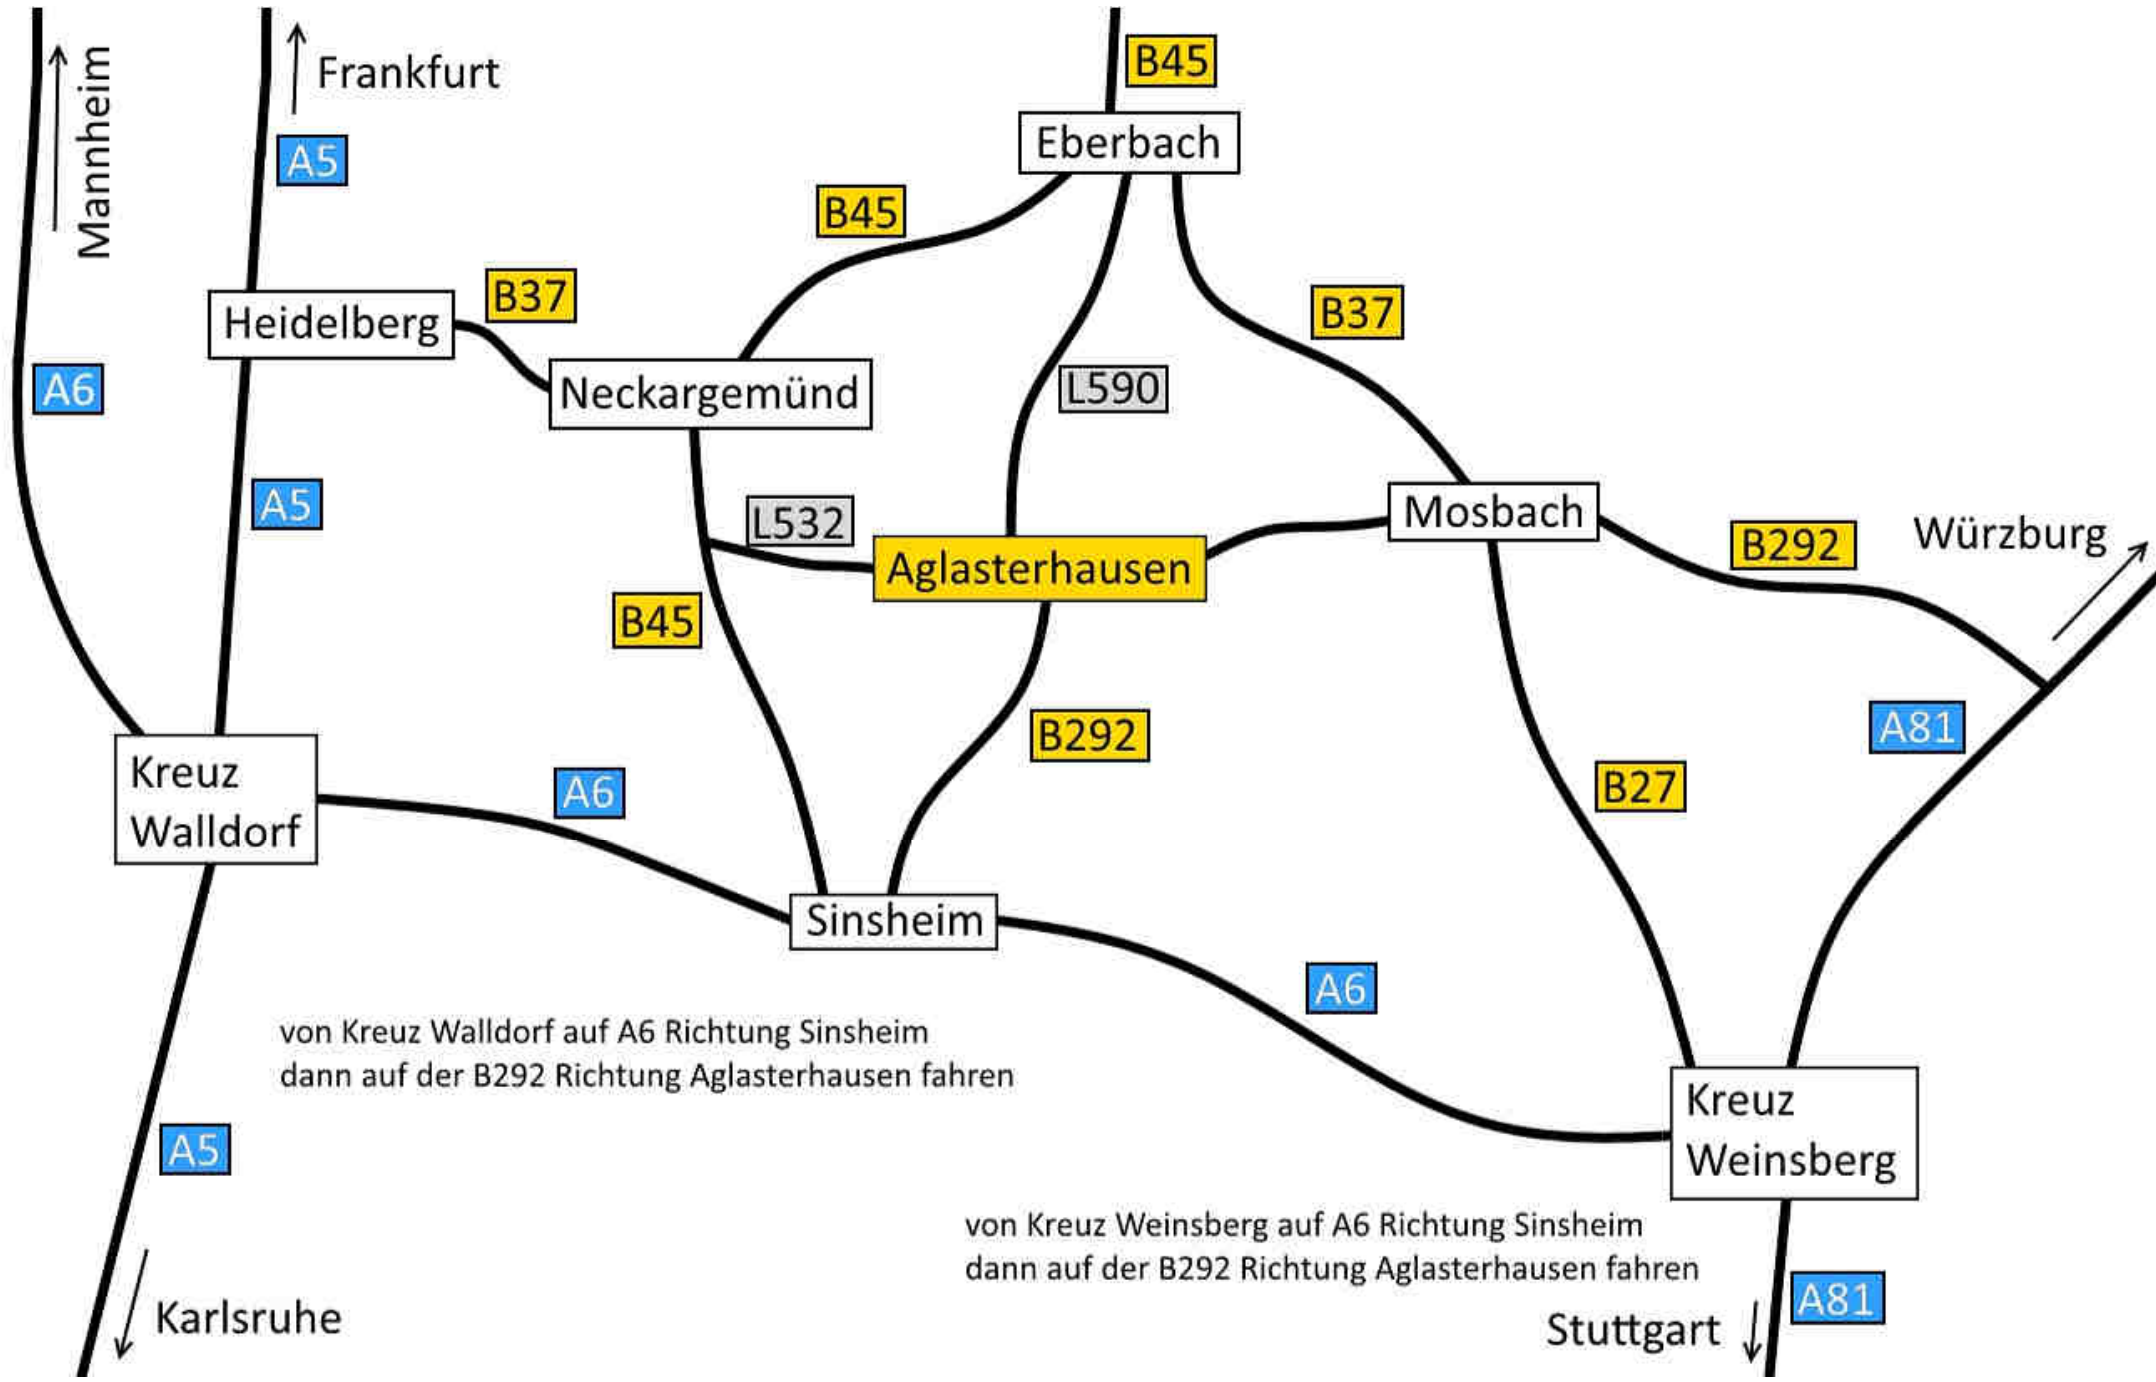 Mannheim
Frankfurt
B45
A5
Eberbach
B45
B37
Heidelberg
B37
A6
Neckargemünd
L590
A5
L532
Mosbach
Aglasterhausen
B292
Würzburg
B45
B292
A81
Kreuz
Walldorf
A6
B27
Sinsheim
A6
von Kreuz Walldorf auf A6 Richtung Sinsheim
dann auf der B292 Richtung Aglasterhausen fahren
Kreuz
Weinsberg
A5
von Kreuz Weinsberg auf A6 Richtung Sinsheim
dann auf der B292 Richtung Aglasterhausen fahren
Karlsruhe
Stuttgart
A81